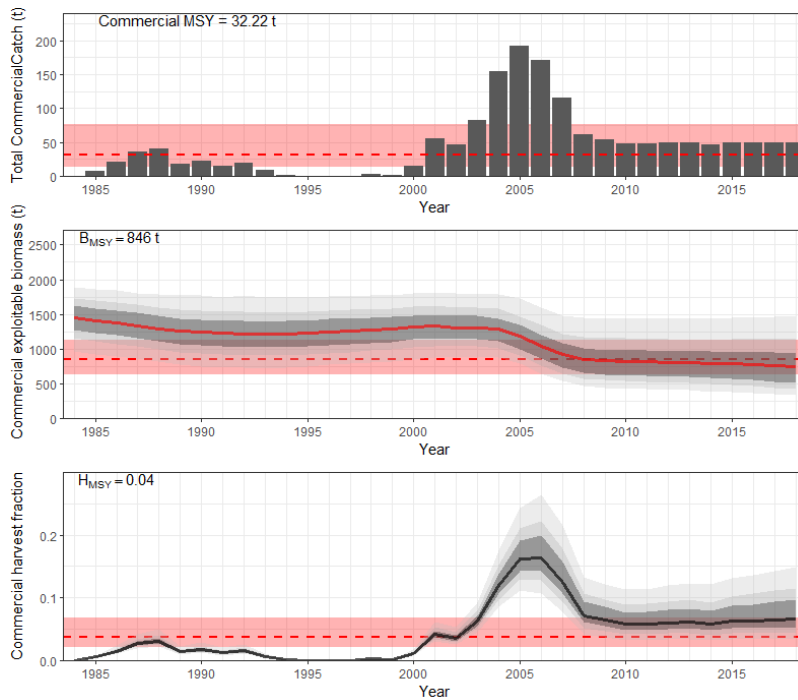 Commercial MSY = 32.22 t
Total CommercialCatch (t)
200
150
100
50
0
1985 1990 1995 2000 2005 2010 2015
Year
BMSY = 846 t
Commercial exploitable biomass (t)
2500
2000
1500
1000
500
0
1985 1990 1995 2000 2005 2010 2015
Year
HMSY = 0.04
Commercial harvest fraction
0.2
0.1
0.0
1985 1990 1995 2000 2005 2010 2015
Year